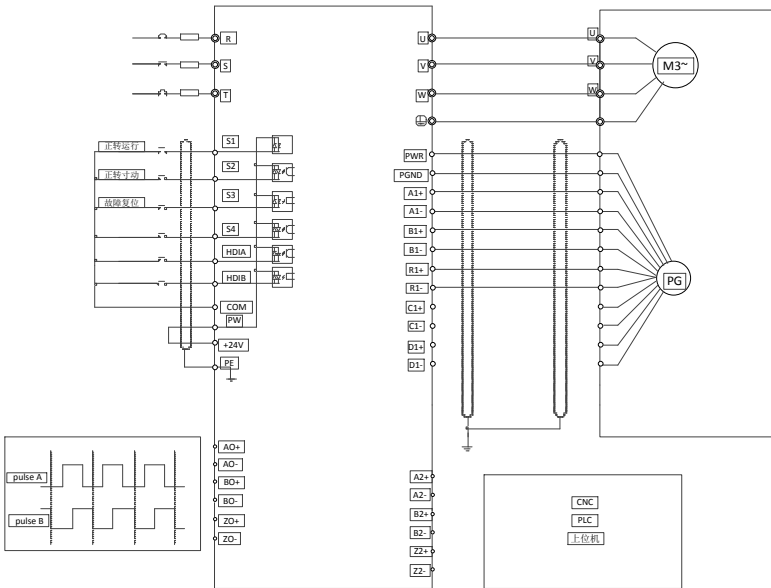 R
S
T
正转运行
正转寸动
故障复位
S1
S2
S3
S4
HDIA
HDIB
COM
PW
+24V
PE
U
V
W
PWR
PGND
A1+
A1-
B1+
B1-
R1+
R1-
C1+
C1-
D1+
D1-
U
V
W
M3~
PG
pulse A
pulse B
AO+
AO-
BO+
BO-
ZO+
ZO-
A2+
A2-
B2+
B2-
Z2+
Z2-
CNC
PLC
上位机